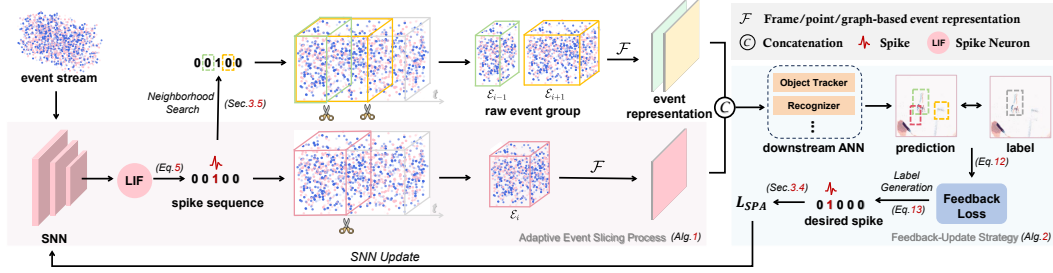 event stream
0 0 1 0 0
Neighborhood
Search)
(Sec.3.5)
t
ℰi−1
ℰi+1
raw event group
ℱ
event
representation
ℱ Frame/point/graph-based event representation
C Concatenation Spike LIF Spike Neuron
SNN
LIF
(Eq.5)
0 0 1 0 0
spike sequence
t
ℰi
ℱ
C
Object Tracker
Recognizer
downstream ANN
prediction
label
(Eq.12)
Feedback
Loss
Label
Generation
(Eq.13)
0 1 0 0 0
desired spike
(Sec.3.4)
LSPA
Adaptive Event Slicing Process (Alg.1)
Feedback-Update Strategy (Alg.2)
SNN Update